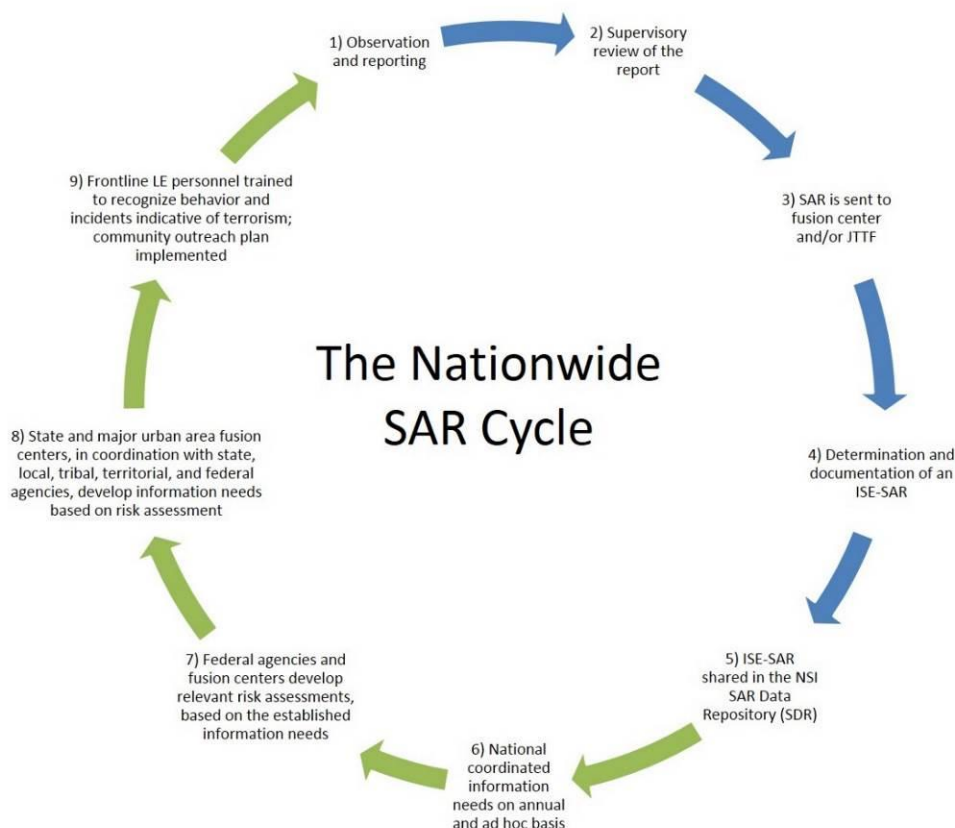 1) Observation
and reporting
2) Supervisory
review of the
report
3) SAR is sent to
fusion center
and/or JTTF
4) Determination and
documentation of an
ISE-SAR
5) ISE-SAR
shared in the NSI
SAR Data
Repository (SDR)
6) National
coordinated
information
needs on annual
and ad hoc basis
7) Federal agencies and
fusion centers develop
relevant risk assessments,
based on the established
information needs
8) State and major urban area fusion
centers, in coordination with state,
local, tribal, territorial, and federal
agencies, develop information needs
based on risk assessment
9) Frontline LE personnel trained
to recognize behavior and
incidents indicative of terrorism;
community outreach plan
implemented
The Nationwide
SAR Cycle